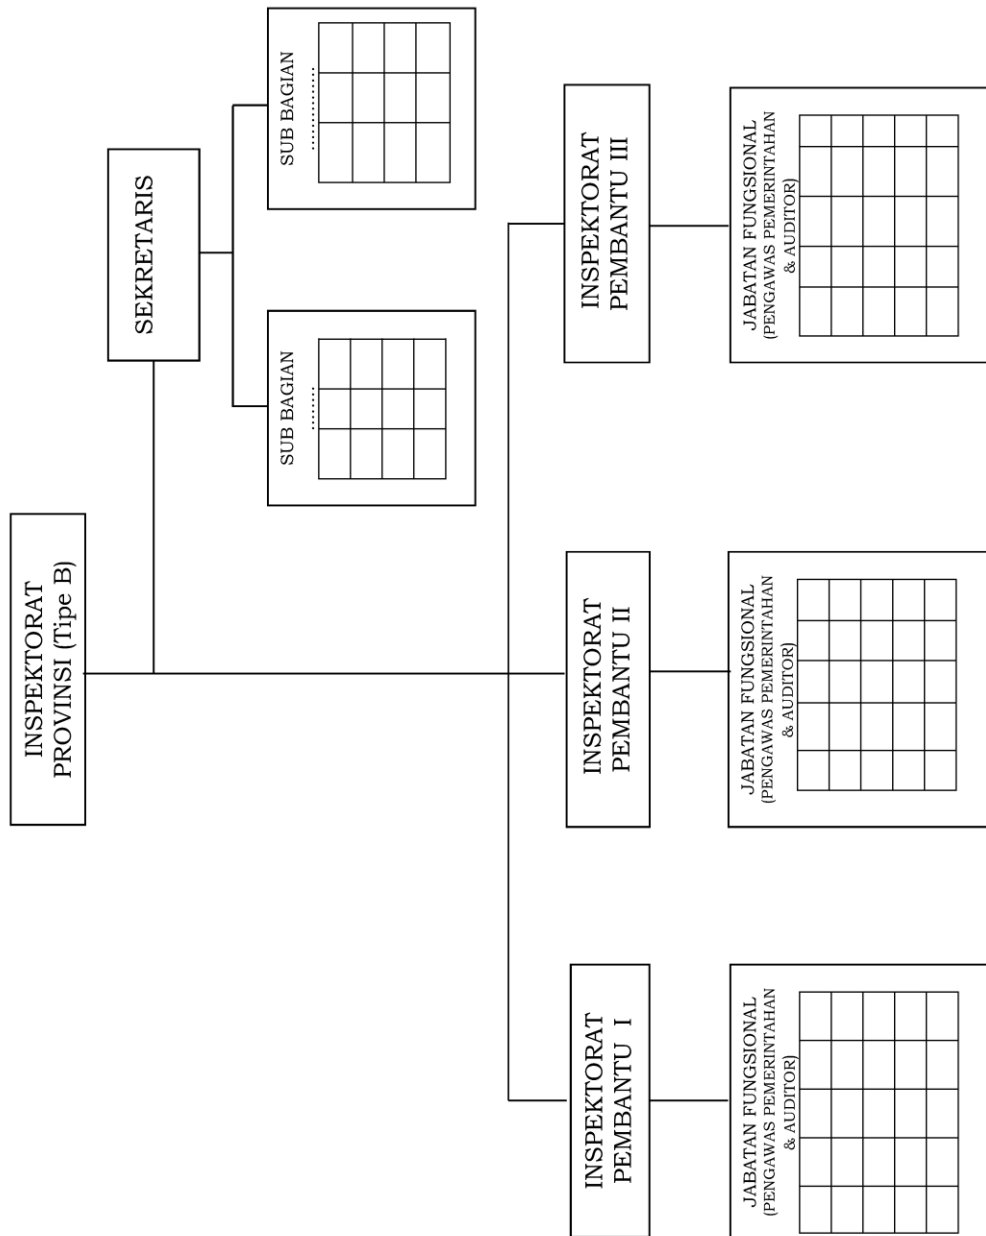 INSPEKTORAT
PROVINSI (Tipe B)
SEKRETARIS
SUB BAGIAN
................
SUB BAGIAN
.........
INSPEKTORAT
PEMBANTU I
INSPEKTORAT
PEMBANTU II
INSPEKTORAT
PEMBANTU III
JABATAN FUNGSIONAL
(PENGAWAS PEMERINTAHAN
& AUDITOR)
JABATAN FUNGSIONAL
(PENGAWAS PEMERINTAHAN
& AUDITOR)
JABATAN FUNGSIONAL
(PENGAWAS PEMERINTAHAN
& AUDITOR)